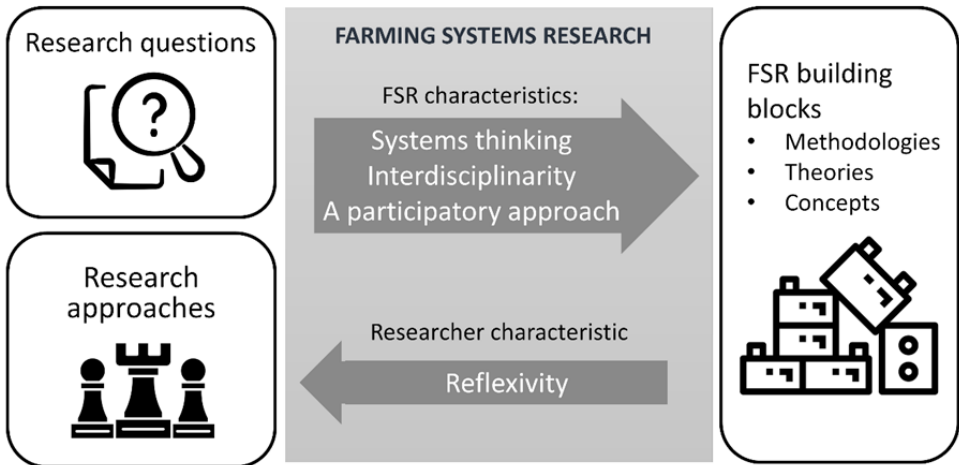 Research questions
?
Research
approaches
FARMING SYSTEMS RESEARCH
FSR characteristics:
Systems thinking
Interdisciplinarity
A participatory approach
Researcher characteristic
Reflexivity
FSR building
blocks
• Methodologies
• Theories
• Concepts